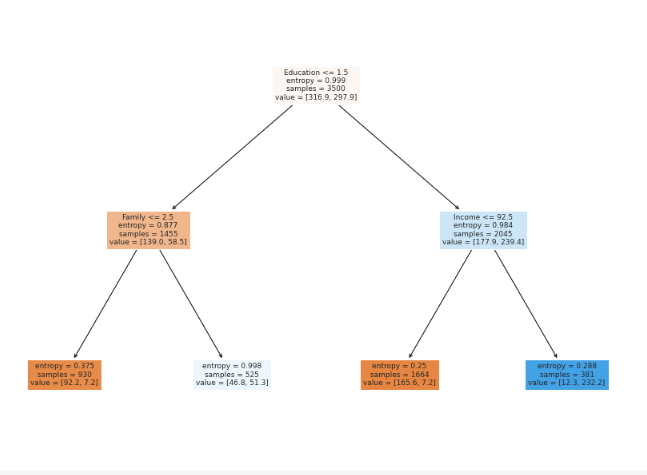 Education <= 1.5
entropy = 0.999
samples = 3500
value = [316.9, 297.9]
Family <= 2.5
entropy = 0.877
samples = 1455
value = [139.0, 58.5]
Income <= 92.5
entropy = 0.984
samples = 2045
value = [177.9, 239.4]
entropy = 0.375
samples = 930
value = [92.2, 7.2]
entropy = 0.998
samples = 525
value = [46.8, 51.3]
entropy = 0.25
samples = 1664
value = [165.6, 7.2]
entropy = 0.288
samples = 381
value = [12.3, 232.2]